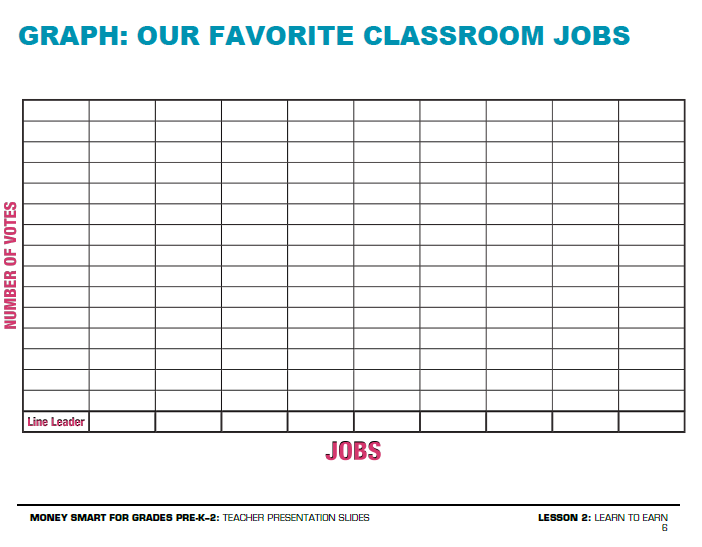 GRAPH: OUR FAVORITE CLASSROOM JOBS
NUMBER OF VOTES
Line Leader
JOBS
MONEY SMART FOR GRADES PRE-K–2: TEACHER PRESENTATION SLIDES
LESSON 2: LEARN TO EARN
6